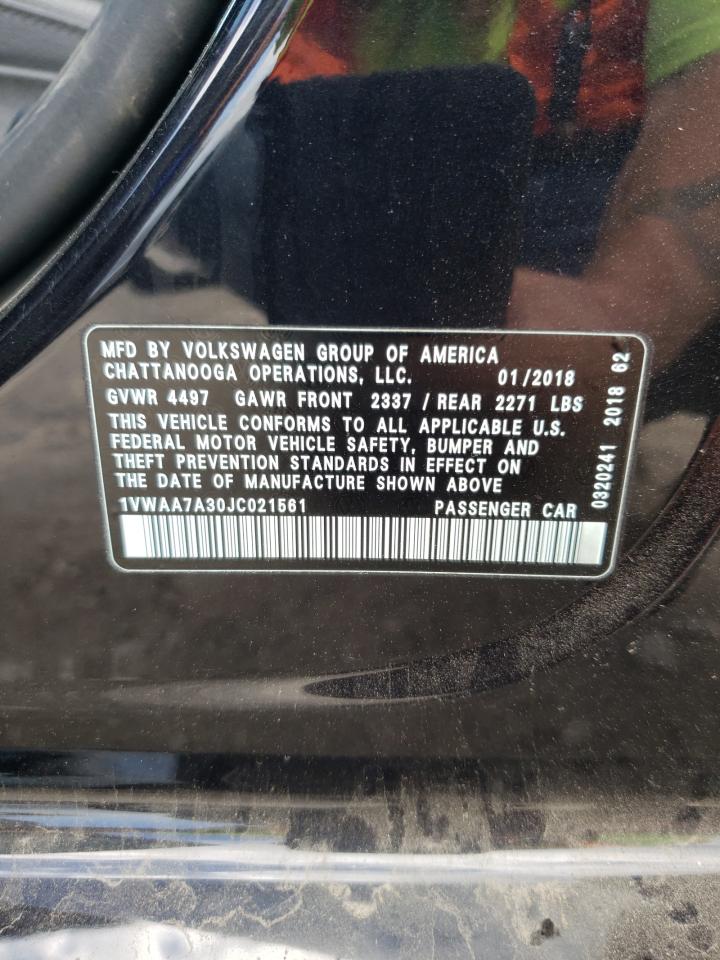 MFD BY VOLKSWAGEN GROUP OF AMERICA
CHATTANOOGA OPERATIONS, LLC. 01/2018
GVWR 4497 GAWR FRONT 2337 / REAR 2271 LBS
THIS VEHICLE CONFORMS TO ALL APPLICABLE U.S.
FEDERAL MOTOR VEHICLE SAFETY, BUMPER AND
THEFT PREVENTION STANDARDS IN EFFECT ON
THE DATE OF MANUFACTURE SHOWN ABOVE
1VWAA7A30JC021561 PASSENGER CAR
0320241 2018 62